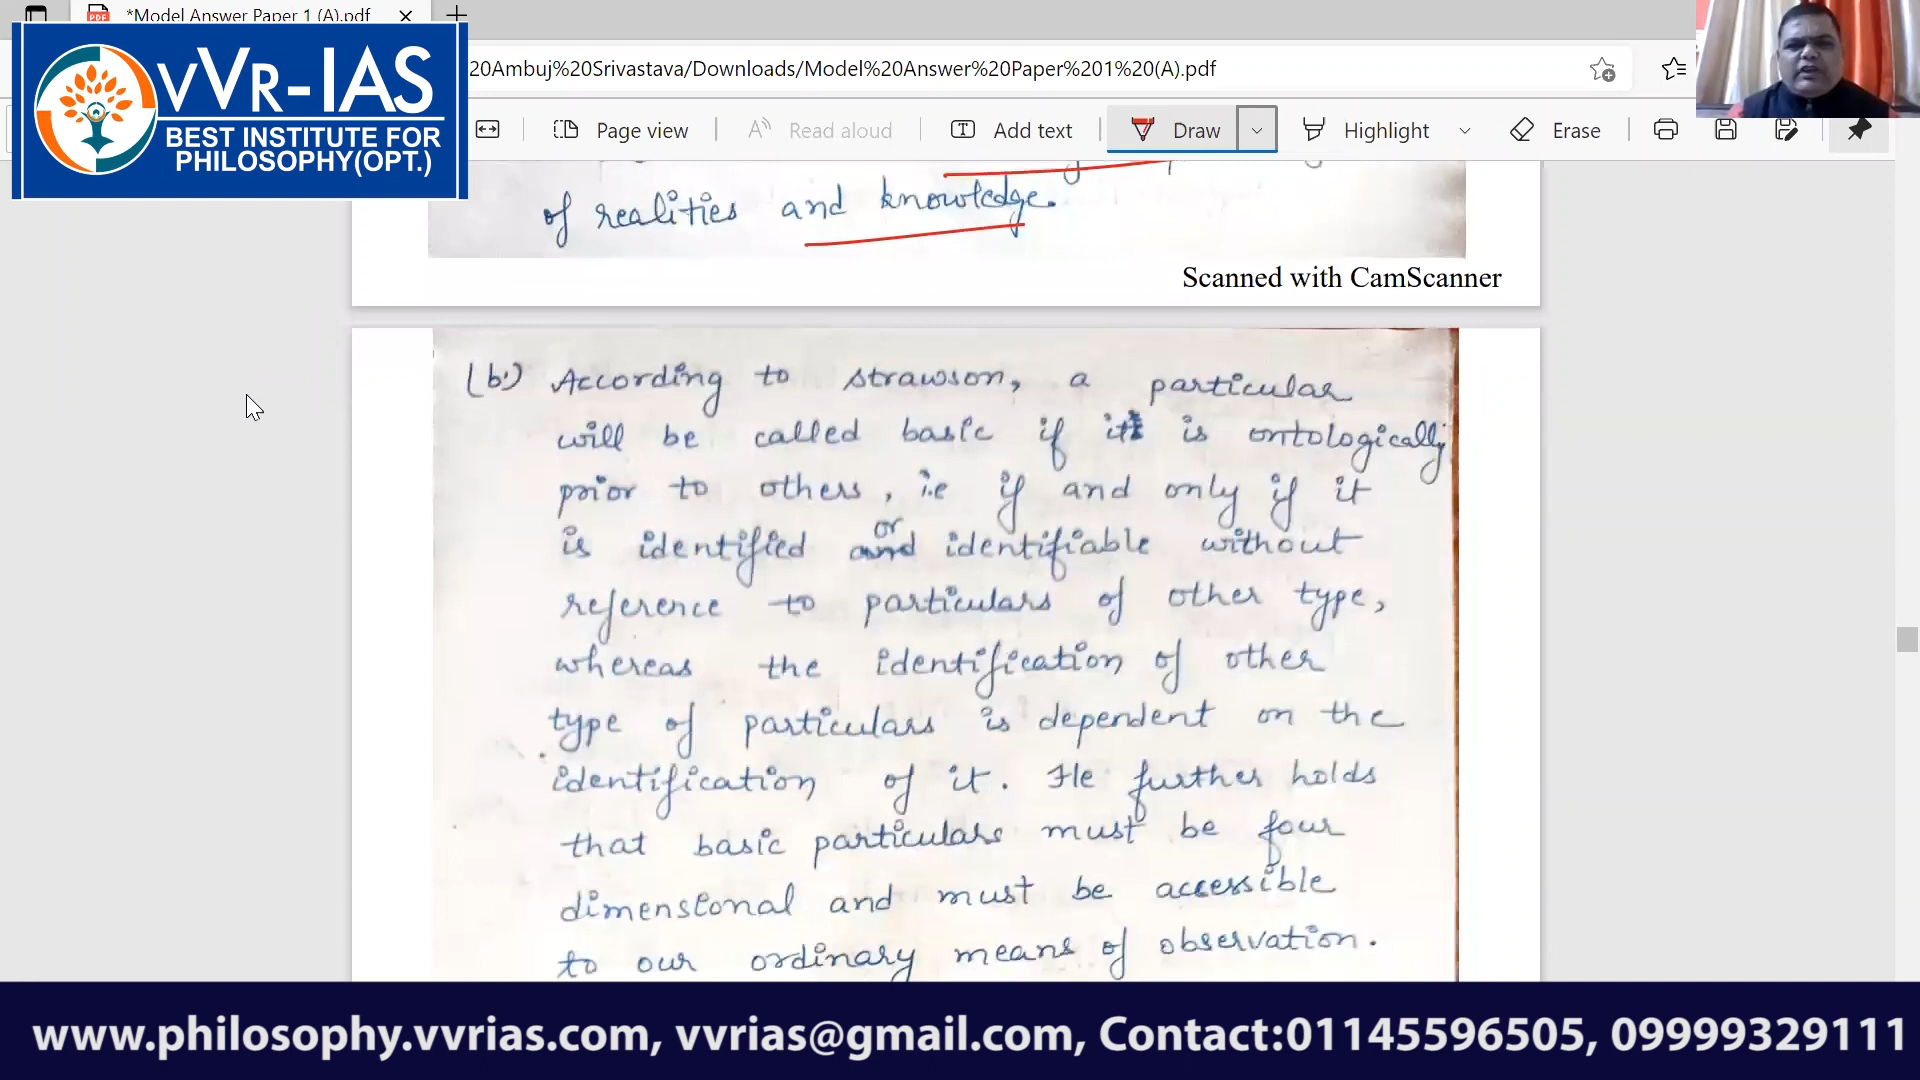 *Model Answer Paper 1 (A).pdf
vVR-IAS
BEST INSTITUTE FOR
PHILOSOPHY(OPT.)
20Ambuj%20Srivastava/Downloads/Model%20Answer%20Paper%201%20(A).pdf
Page view
Read aloud
Add text
Draw
Highlight
Erase
of realities and knowledge.
Scanned with CamScanner
(b.) According to Strawson, a particular
will be called basic if it is ontologically
prior to others, i.e if and only if it
or
is identified and identifiable without
reference to particulars of other type,
whereas the identification of other
type of particulars is dependent on the
identification of it. He further holds
that basic particulars must be four
dimensional and must be accessible
to our ordinary means of observation.
www.philosophy.vvrias.com, vvrias@gmail.com, Contact:01145596505, 09999329111